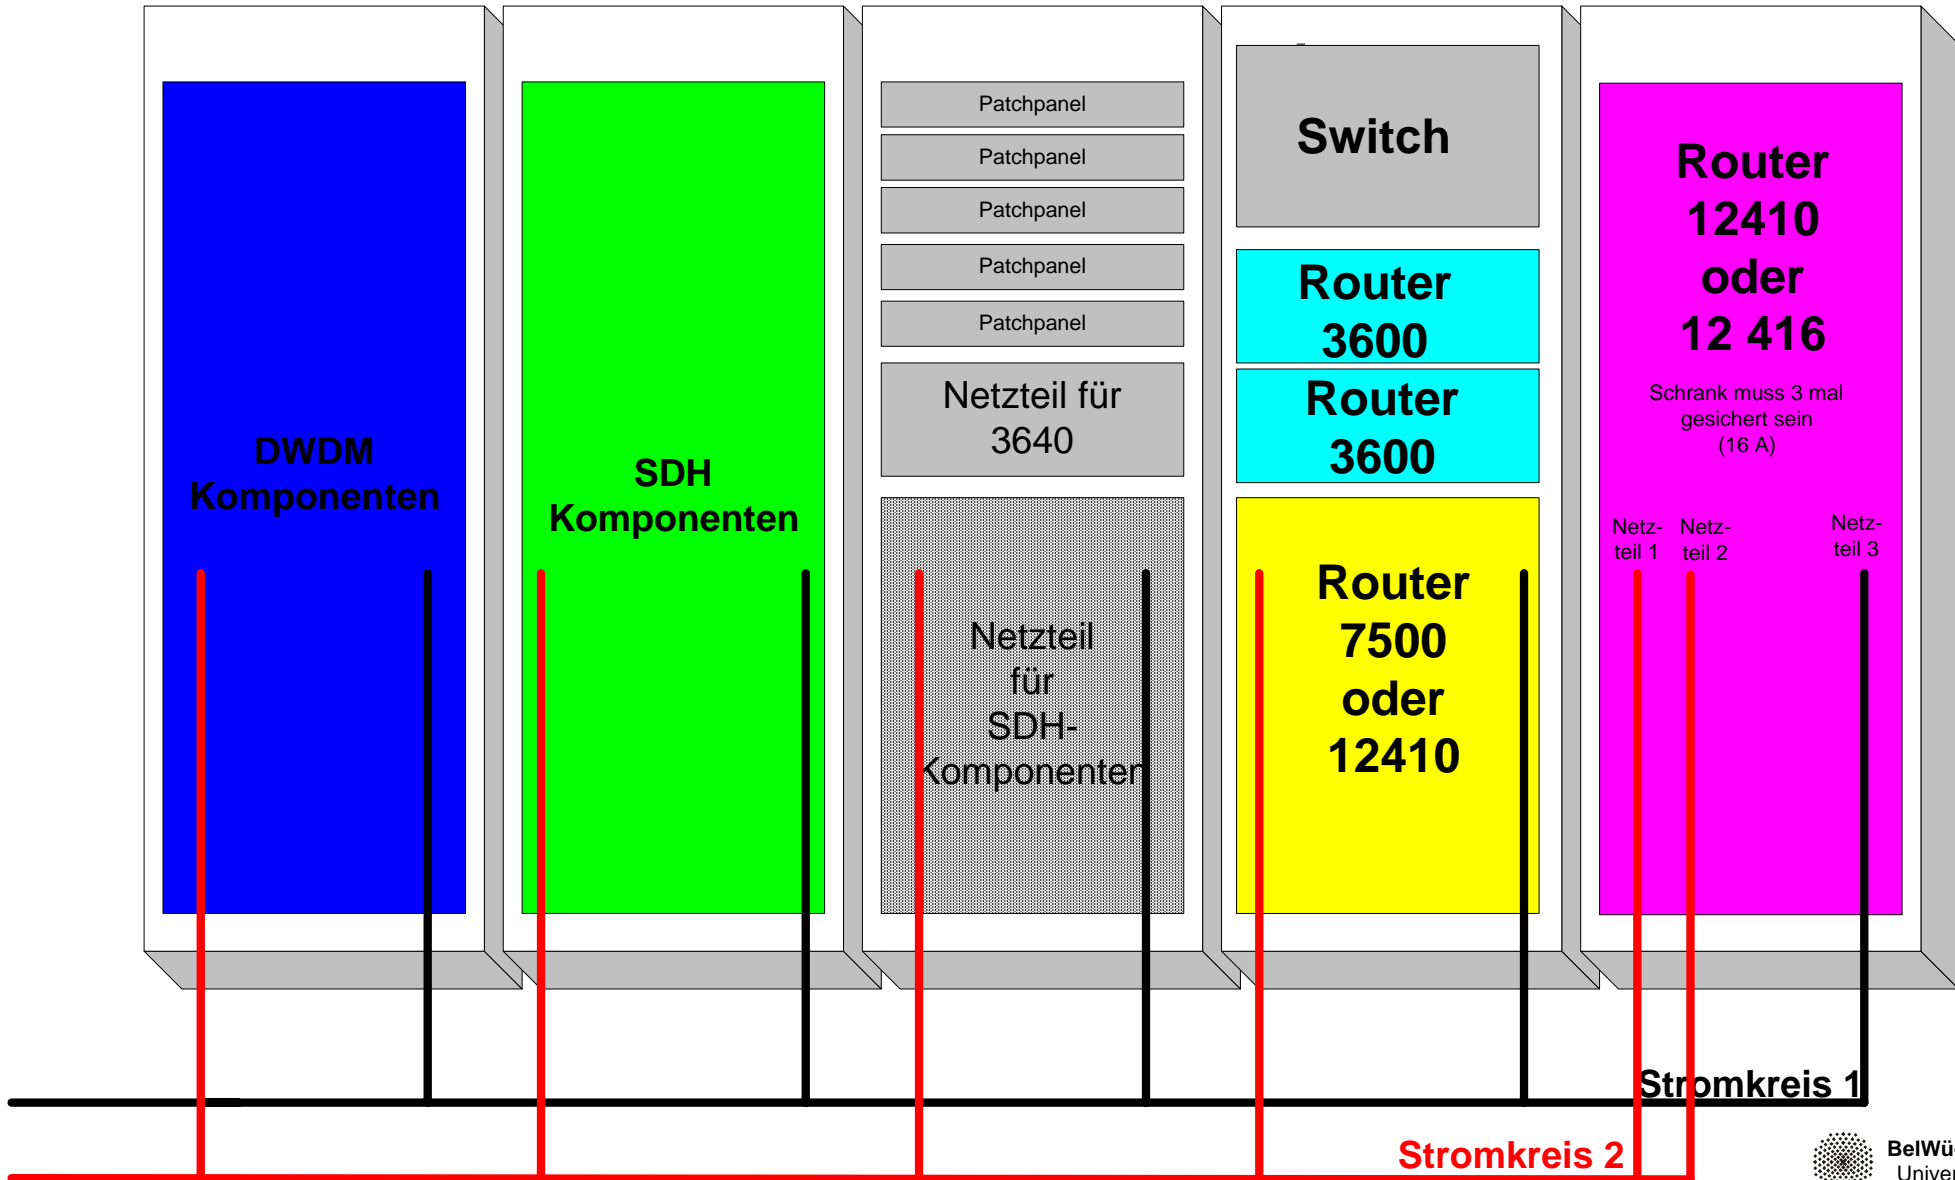 DWDM
Komponenten
SDH
Komponenten
Patchpanel
Patchpanel
Patchpanel
Patchpanel
Patchpanel
Netzteil für
3640
Netzteil
für
SDH-
Komponenten
Switch
Router
3600
Router
3600
Router
7500
oder
12410
Router
12410
oder
12 416
Schrank muss 3 mal
gesichert sein
(16 A)
Netz-
teil 1
Netz-
teil 2
Netz-
teil 3
Stromkreis 1
Stromkreis 2